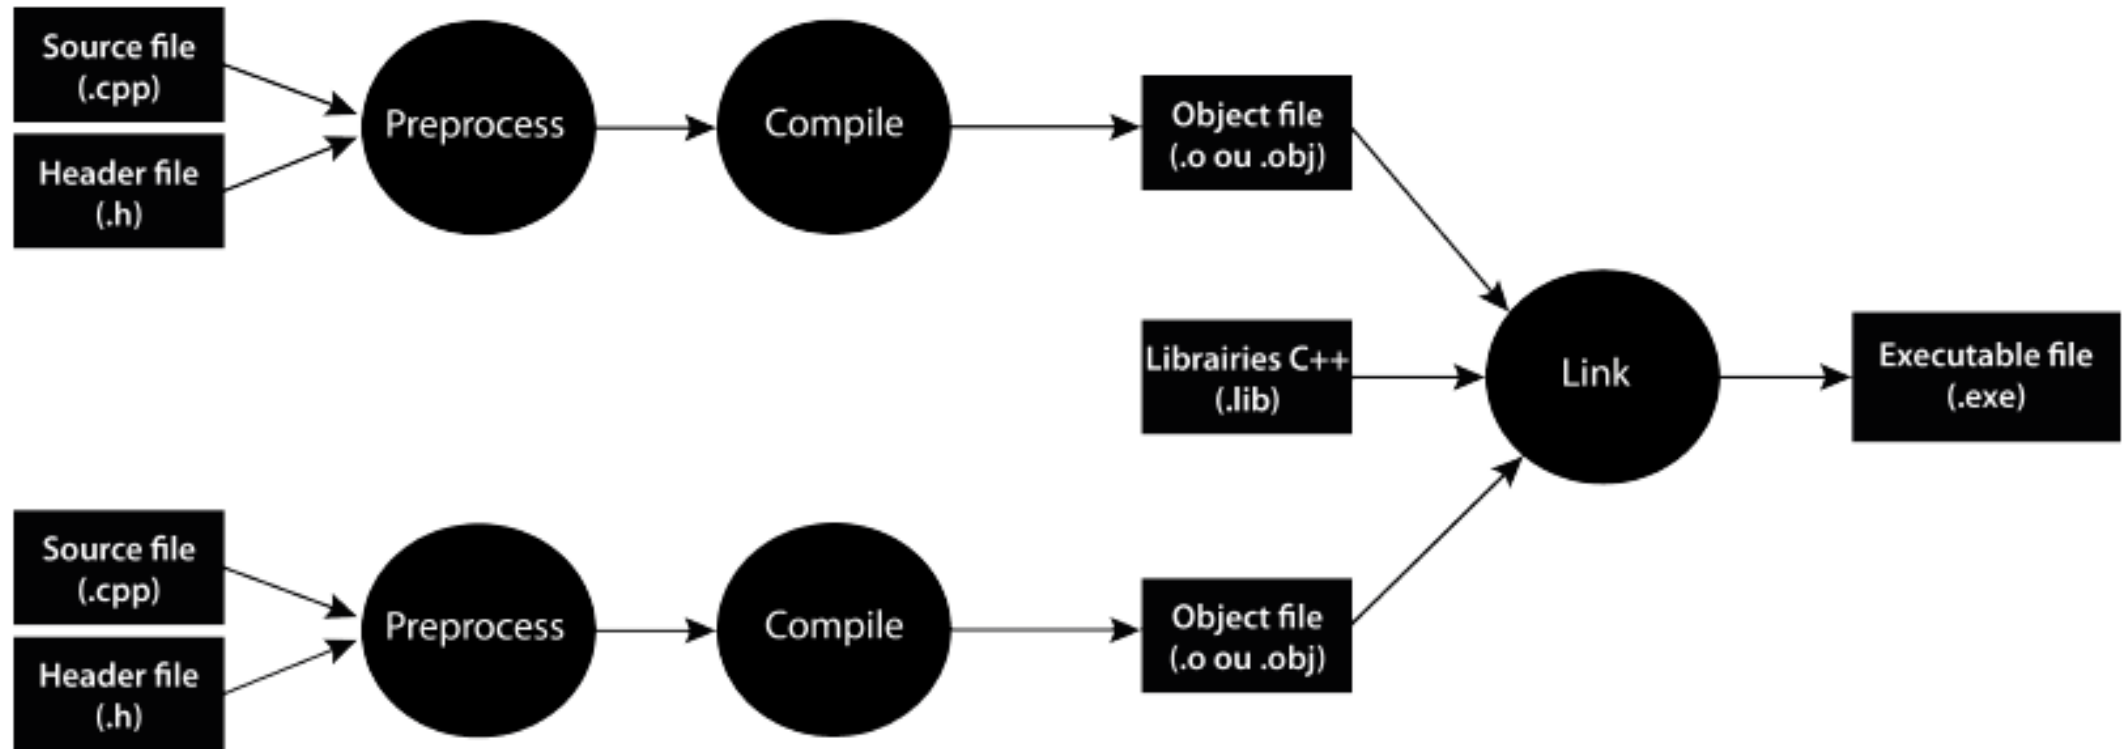 Source file
(.cpp)
Header file
(.h)
Preprocess
Compile
Object file
(.o ou .obj)
Librairies C++
(.lib)
Link
Executable file
(.exe)
Source file
(.cpp)
Header file
(.h)
Preprocess
Compile
Object file
(.o ou .obj)